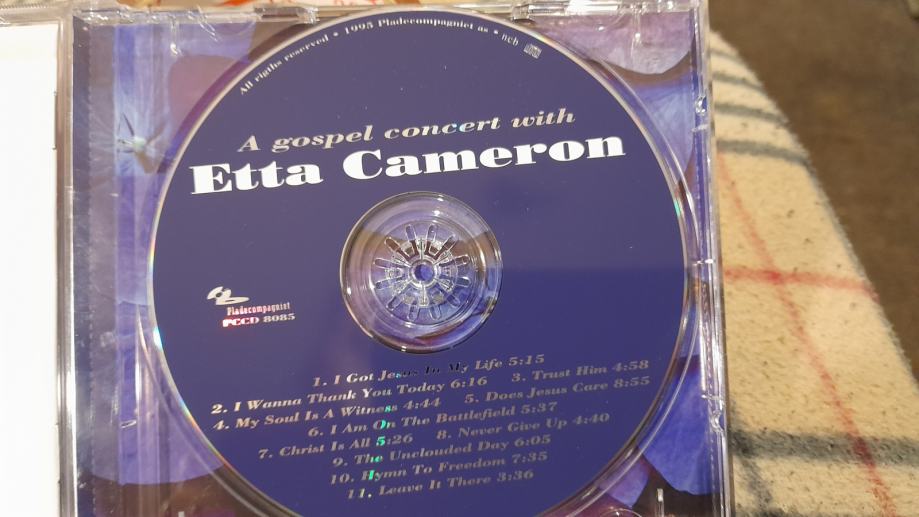 All rigths reserved • 1995 Pladecompagniet as • ncb
A gospel concert with
Etta Cameron
Pladecompagniet
PCCD 8085
1. I Got Jesus In My Life 5:15
2. I Wanna Thank You Today 6:16 3. Trust Him 4:58
4. My Soul Is A Witness 4:44 5. Does Jesus Care 8:55
6. I Am On The Battlefield 5:37
7. Christ Is All 5:26 8. Never Give Up 4:40
9. The Unclouded Day 6:05
10. Hymn To Freedom 7:35
11. Leave It There 3:36